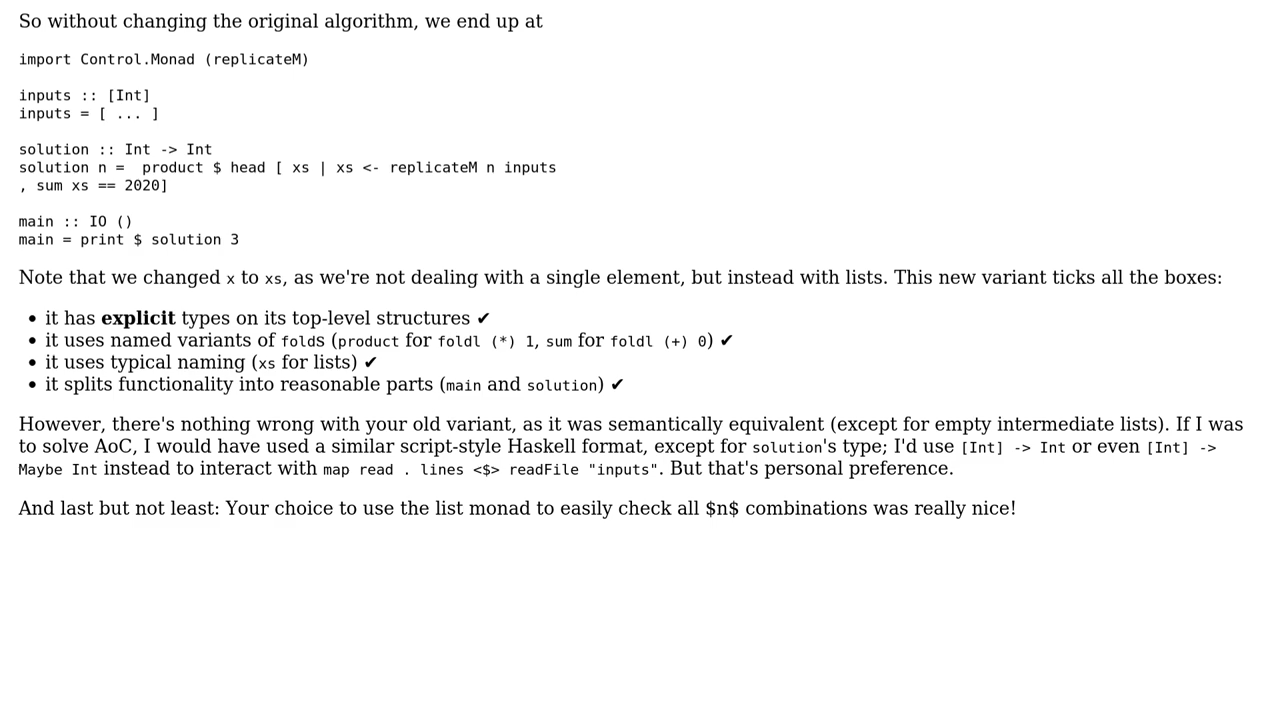 So without changing the original algorithm, we end up at
import Control.Monad (replicateM)
inputs :: [Int]
inputs = [ ... ]
solution :: Int -> Int
solution n =  product $ head [ xs | xs <- replicateM n inputs
, sum xs == 2020]
main :: IO ()
main = print $ solution 3
Note that we changed x to xs, as we're not dealing with a single element, but instead with lists. This new variant ticks all the boxes:
• it has explicit types on its top-level structures ✔
• it uses named variants of folds (product for foldl (*) 1, sum for foldl (+) 0) ✔
• it uses typical naming (xs for lists) ✔
• it splits functionality into reasonable parts (main and solution) ✔
However, there's nothing wrong with your old variant, as it was semantically equivalent (except for empty intermediate lists). If I was
to solve AoC, I would have used a similar script-style Haskell format, except for solution's type; I'd use [Int] -> Int or even [Int] ->
Maybe Int instead to interact with map read . lines <$> readFile "inputs". But that's personal preference.
And last but not least: Your choice to use the list monad to easily check all $n$ combinations was really nice!